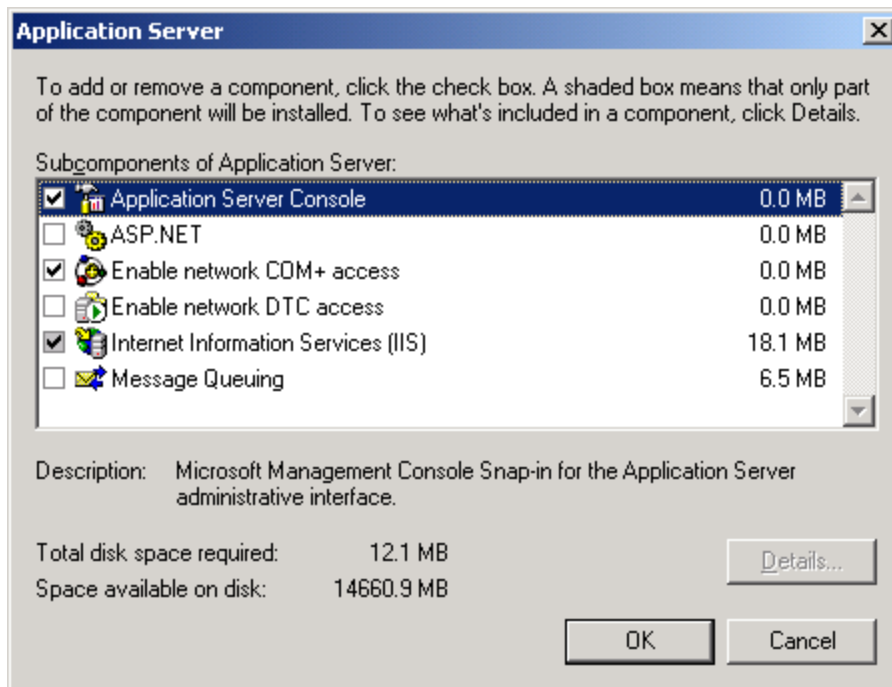 Application Server
To add or remove a component, click the check box. A shaded box means that only part
of the component will be installed. To see what's included in a component, click Details.
Subcomponents of Application Server:
Application Server Console 0.0 MB
ASP.NET 0.0 MB
Enable network COM+ access 0.0 MB
Enable network DTC access 0.0 MB
Internet Information Services (IIS) 18.1 MB
Message Queuing 6.5 MB
Description: Microsoft Management Console Snap-in for the Application Server
administrative interface.
Total disk space required: 12.1 MB
Space available on disk: 14660.9 MB
Details...
OK Cancel